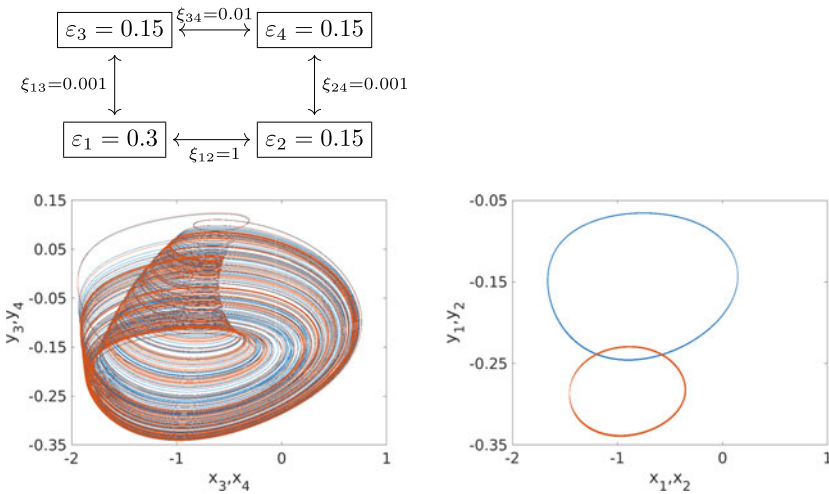 ε₃ = 0.15 ξ₃₄=0.01 ε₄ = 0.15
ξ₁₃=0.001 ξ₂₄=0.001
ε₁ = 0.3 ξ₁₂=1 ε₂ = 0.15
0.15
0.05
-0.05
-0.15
-0.25
-0.35
y₃,y₄
-2 -1 0 1
x₃,x₄
-0.05
-0.15
-0.25
-0.35
y₁,y₂
-2 -1 0 1
x₁,x₂